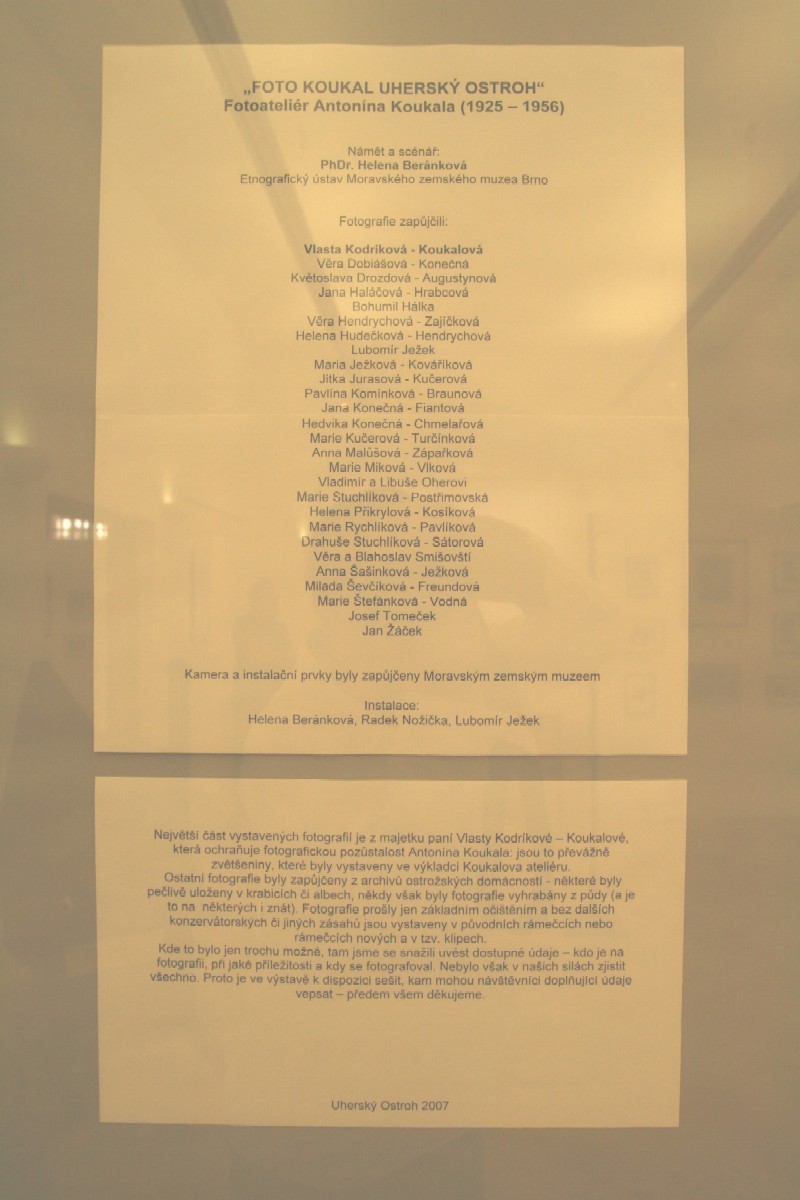 „FOTO KOUKAL UHERSKÝ OSTROH“
Fotoateliér Antonína Koukala (1925 – 1956)
Námět a scénář:
PhDr. Helena Beránková
Etnografický ústav Moravského zemského muzea Brno
Fotografie zapůjčili:
Vlasta Kodríková - Koukalová
Věra Dobiášová - Konečná
Květoslava Drozdová - Augustynová
Jana Haláčová - Hrabcová
Bohumil Hálka
Věra Hendrychová - Zajíčková
Helena Hudečková - Hendrychová
Lubomír Ježek
Maria Ježková - Kováříková
Jitka Jurasová - Kučerová
Pavlína Komínková - Braunová
Jana Konečná - Fiantová
Hedvika Konečná - Chmelařová
Marie Kučerová - Turčínková
Anna Malůšová - Zápařková
Marie Míková - Vlková
Vladimír a Libuše Oherovi
Marie Stuchlíková - Postřimovská
Helena Přikrylová - Kosíková
Marie Rychlíková - Pavlíková
Drahuše Stuchlíková - Sátorová
Věra a Blahoslav Smíšovští
Anna Šašinková - Ježková
Milada Ševčíková - Freundová
Marie Štefánková - Vodná
Josef Tomeček
Jan Žáček
Kamera a instalační prvky byly zapůjčeny Moravským zemským muzeem
Instalace:
Helena Beránková, Radek Nožička, Lubomír Ježek
Největší část vystavených fotografií je z majetku paní Vlasty Kodríkové – Koukalové,
která ochraňuje fotografickou pozůstalost Antonína Koukala: jsou to převážně
zvětšeniny, které byly vystaveny ve výkladci Koukalova ateliéru.
Ostatní fotografie byly zapůjčeny z archivů ostrožských domácností - některé byly
pečlivě uloženy v krabicích či albech, někdy však byly fotografie vyhrabány z půdy (a je
to na některých i znát). Fotografie prošly jen základním očištěním a bez dalších
konzervátorských či jiných zásahů jsou vystaveny v původních rámečcích nebo
rámečcích nových a v tzv. klipech.
Kde to bylo jen trochu možné, tam jsme se snažili uvést dostupné údaje – kdo je na
fotografii, při jaké příležitosti a kdy se fotografoval. Nebylo však v našich silách zjistit
všechno. Proto je ve výstavě k dispozici sešit, kam mohou návštěvníci doplňující údaje
vepsat – předem všem děkujeme.
Uherský Ostroh 2007